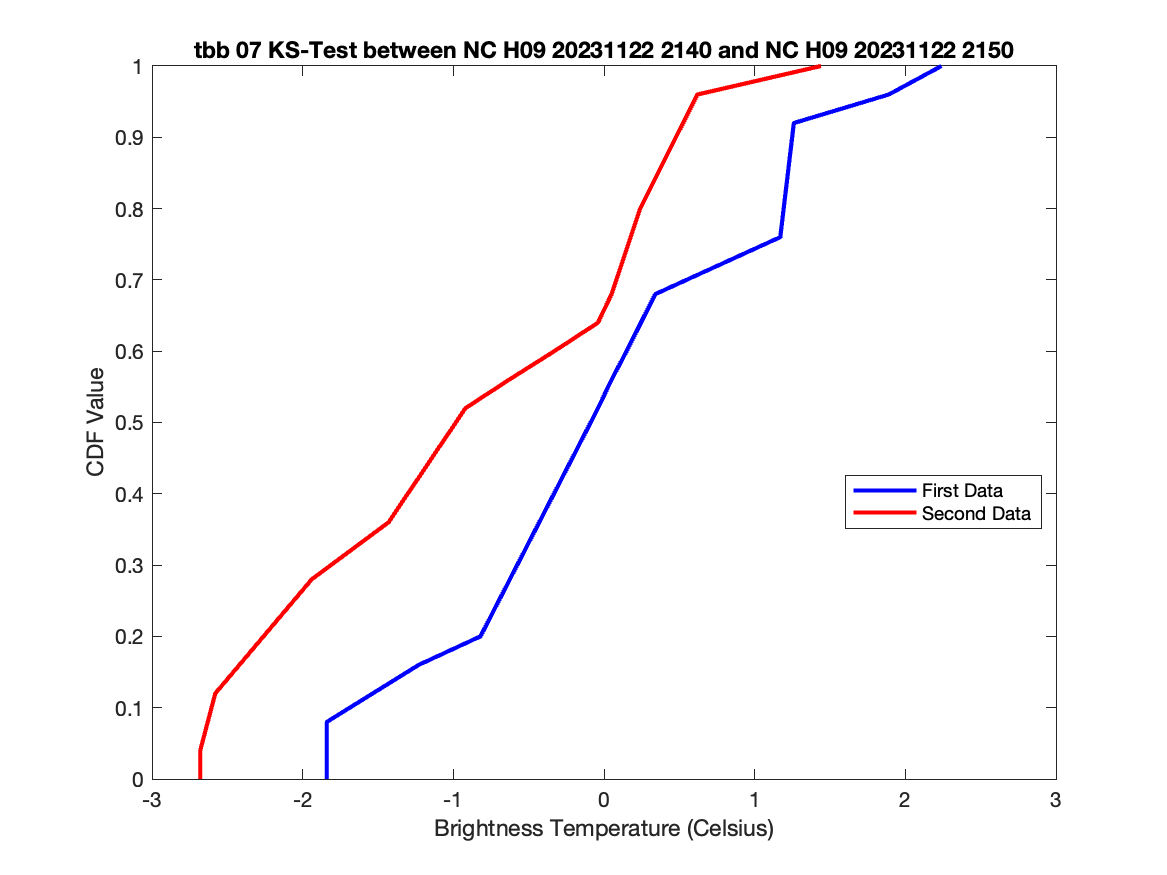 tbb 07 KS-Test between NC H09 20231122 2140 and NC H09 20231122 2150
1
0.9
0.8
0.7
0.6
0.5
0.4
0.3
0.2
0.1
0
CDF Value
First Data
Second Data
-3 -2 -1 0 1 2 3
Brightness Temperature (Celsius)